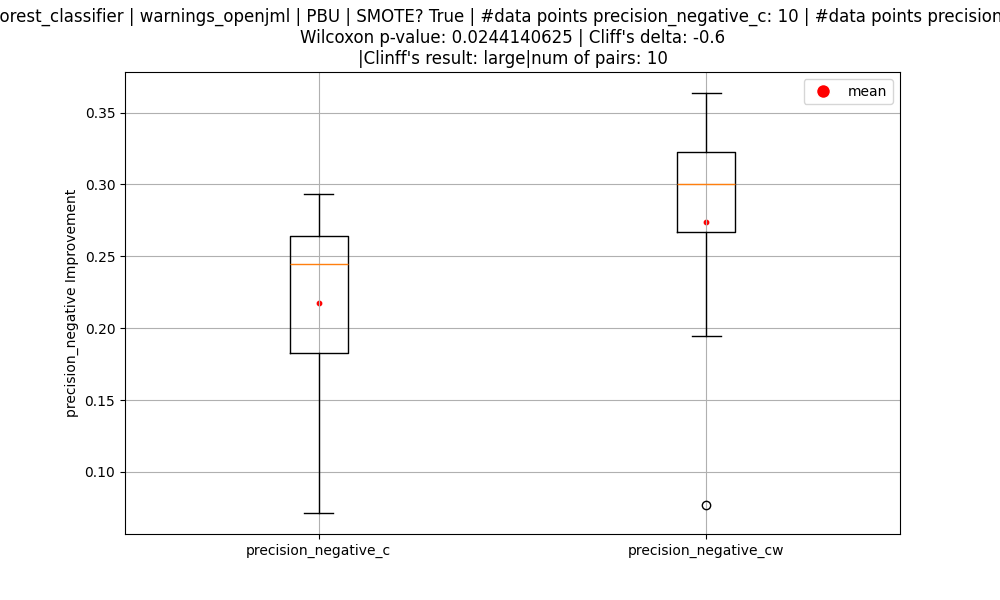 orest_classifier | warnings_openjml | PBU | SMOTE? True | #data points precision_negative_c: 10 | #data points precision
Wilcoxon p-value: 0.0244140625 | Cliff's delta: -0.6
|Clinff's result: large|num of pairs: 10
mean
0.35
0.30
0.25
0.20
0.15
0.10
precision_negative Improvement
precision_negative_c
precision_negative_cw